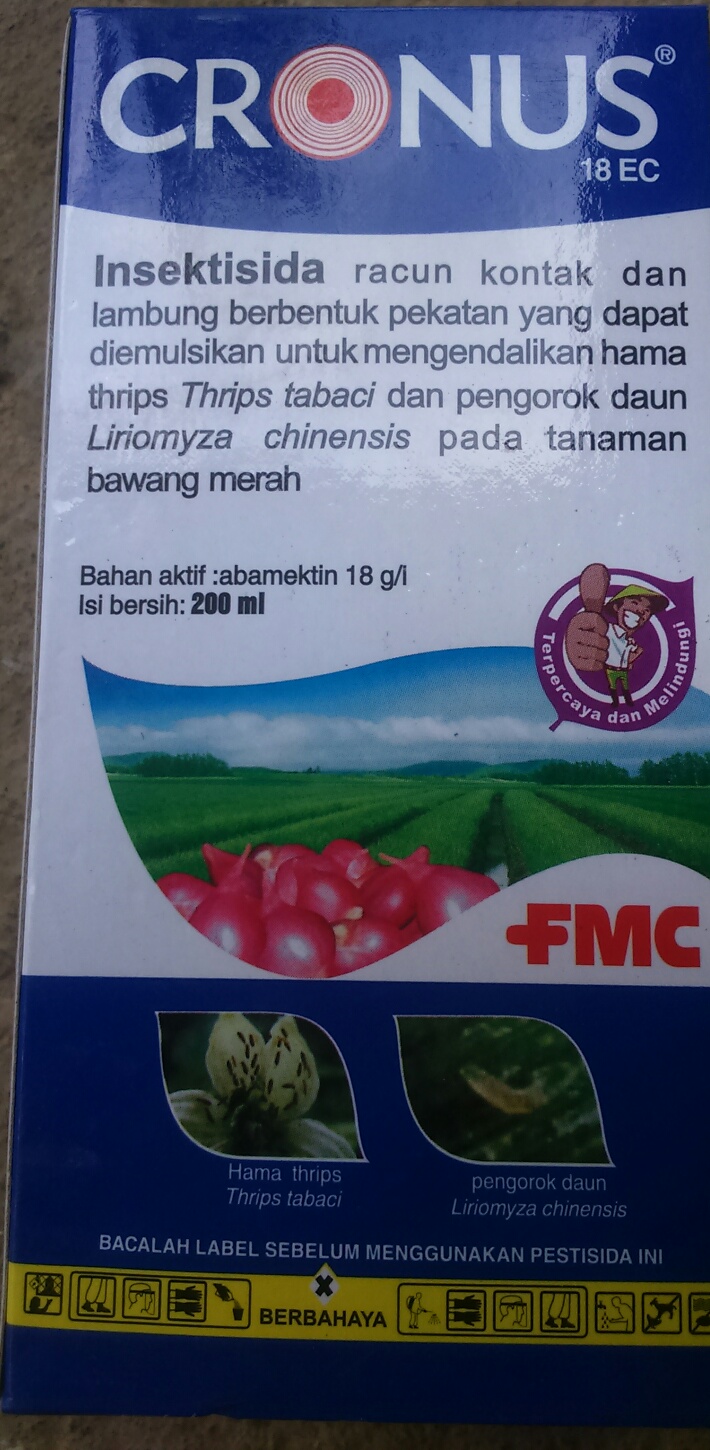 CRONUS®
18 EC
Insektisida racun kontak dan
lambung berbentuk pekatan yang dapat
diemulsikan untuk mengendalikan hama
thrips Thrips tabaci dan pengorok daun
Liriomyza chinensis pada tanaman
bawang merah
Bahan aktif :abamektin 18 g/l
Isi bersih: 200 ml
Terpercaya dan Melindungi
FMC
Hama thrips
Thrips tabaci
pengorok daun
Liriomyza chinensis
BACALAH LABEL SEBELUM MENGGUNAKAN PESTISIDA INI
BERBAHAYA